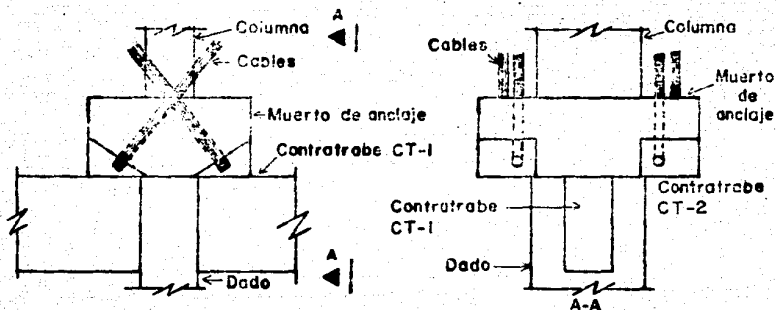 A
Columna
Cables
Muerto de anclaje
Contratrabe CT-1
A
Dado
Columna
Cables
Muerto
de
anclaje
Contratrabe
CT-2
Contratrabe
CT-1
Dado
A-A